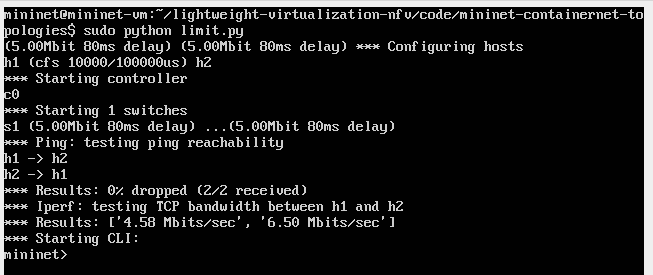 mininet@mininet-vm:~/lightweight-virtualization-nfv/code/mininet-containernet-to
pologies$ sudo python limit.py
(5.00Mbit 80ms delay) (5.00Mbit 80ms delay) *** Configuring hosts
h1 (cfs 10000/100000us) h2
*** Starting controller
c0
*** Starting 1 switches
s1 (5.00Mbit 80ms delay) ...(5.00Mbit 80ms delay)
*** Ping: testing ping reachability
h1 -> h2
h2 -> h1
*** Results: 0% dropped (2/2 received)
*** Iperf: testing TCP bandwidth between h1 and h2
*** Results: ['4.58 Mbits/sec', '6.50 Mbits/sec']
*** Starting CLI:
mininet>